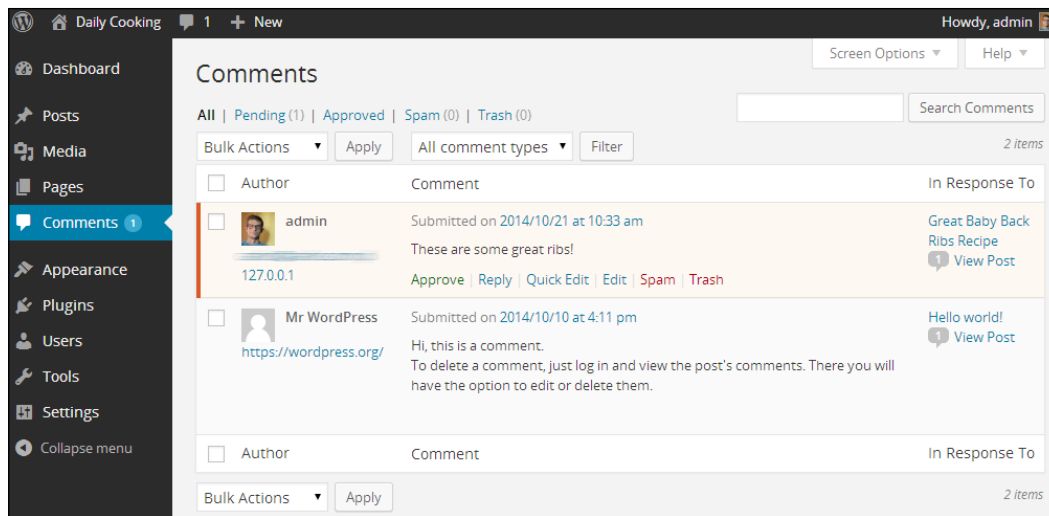 Daily Cooking 1 + New Howdy, admin
Dashboard
Posts
Media
Pages
Comments 1
Appearance
Plugins
Users
Tools
Settings
Collapse menu
Screen Options ▼ Help ▼
Comments
All | Pending (1) | Approved | Spam (0) | Trash (0)
Search Comments
Bulk Actions ▼ Apply All comment types ▼ Filter 2 items
Author Comment In Response To
admin
127.0.0.1
Submitted on 2014/10/21 at 10:33 am
These are some great ribs!
Approve | Reply | Quick Edit | Edit | Spam | Trash
Great Baby Back
Ribs Recipe
1 View Post
Mr WordPress
https://wordpress.org/
Submitted on 2014/10/10 at 4:11 pm
Hi, this is a comment.
To delete a comment, just log in and view the post's comments. There you will
have the option to edit or delete them.
Hello world!
1 View Post
Author Comment In Response To
Bulk Actions ▼ Apply 2 items